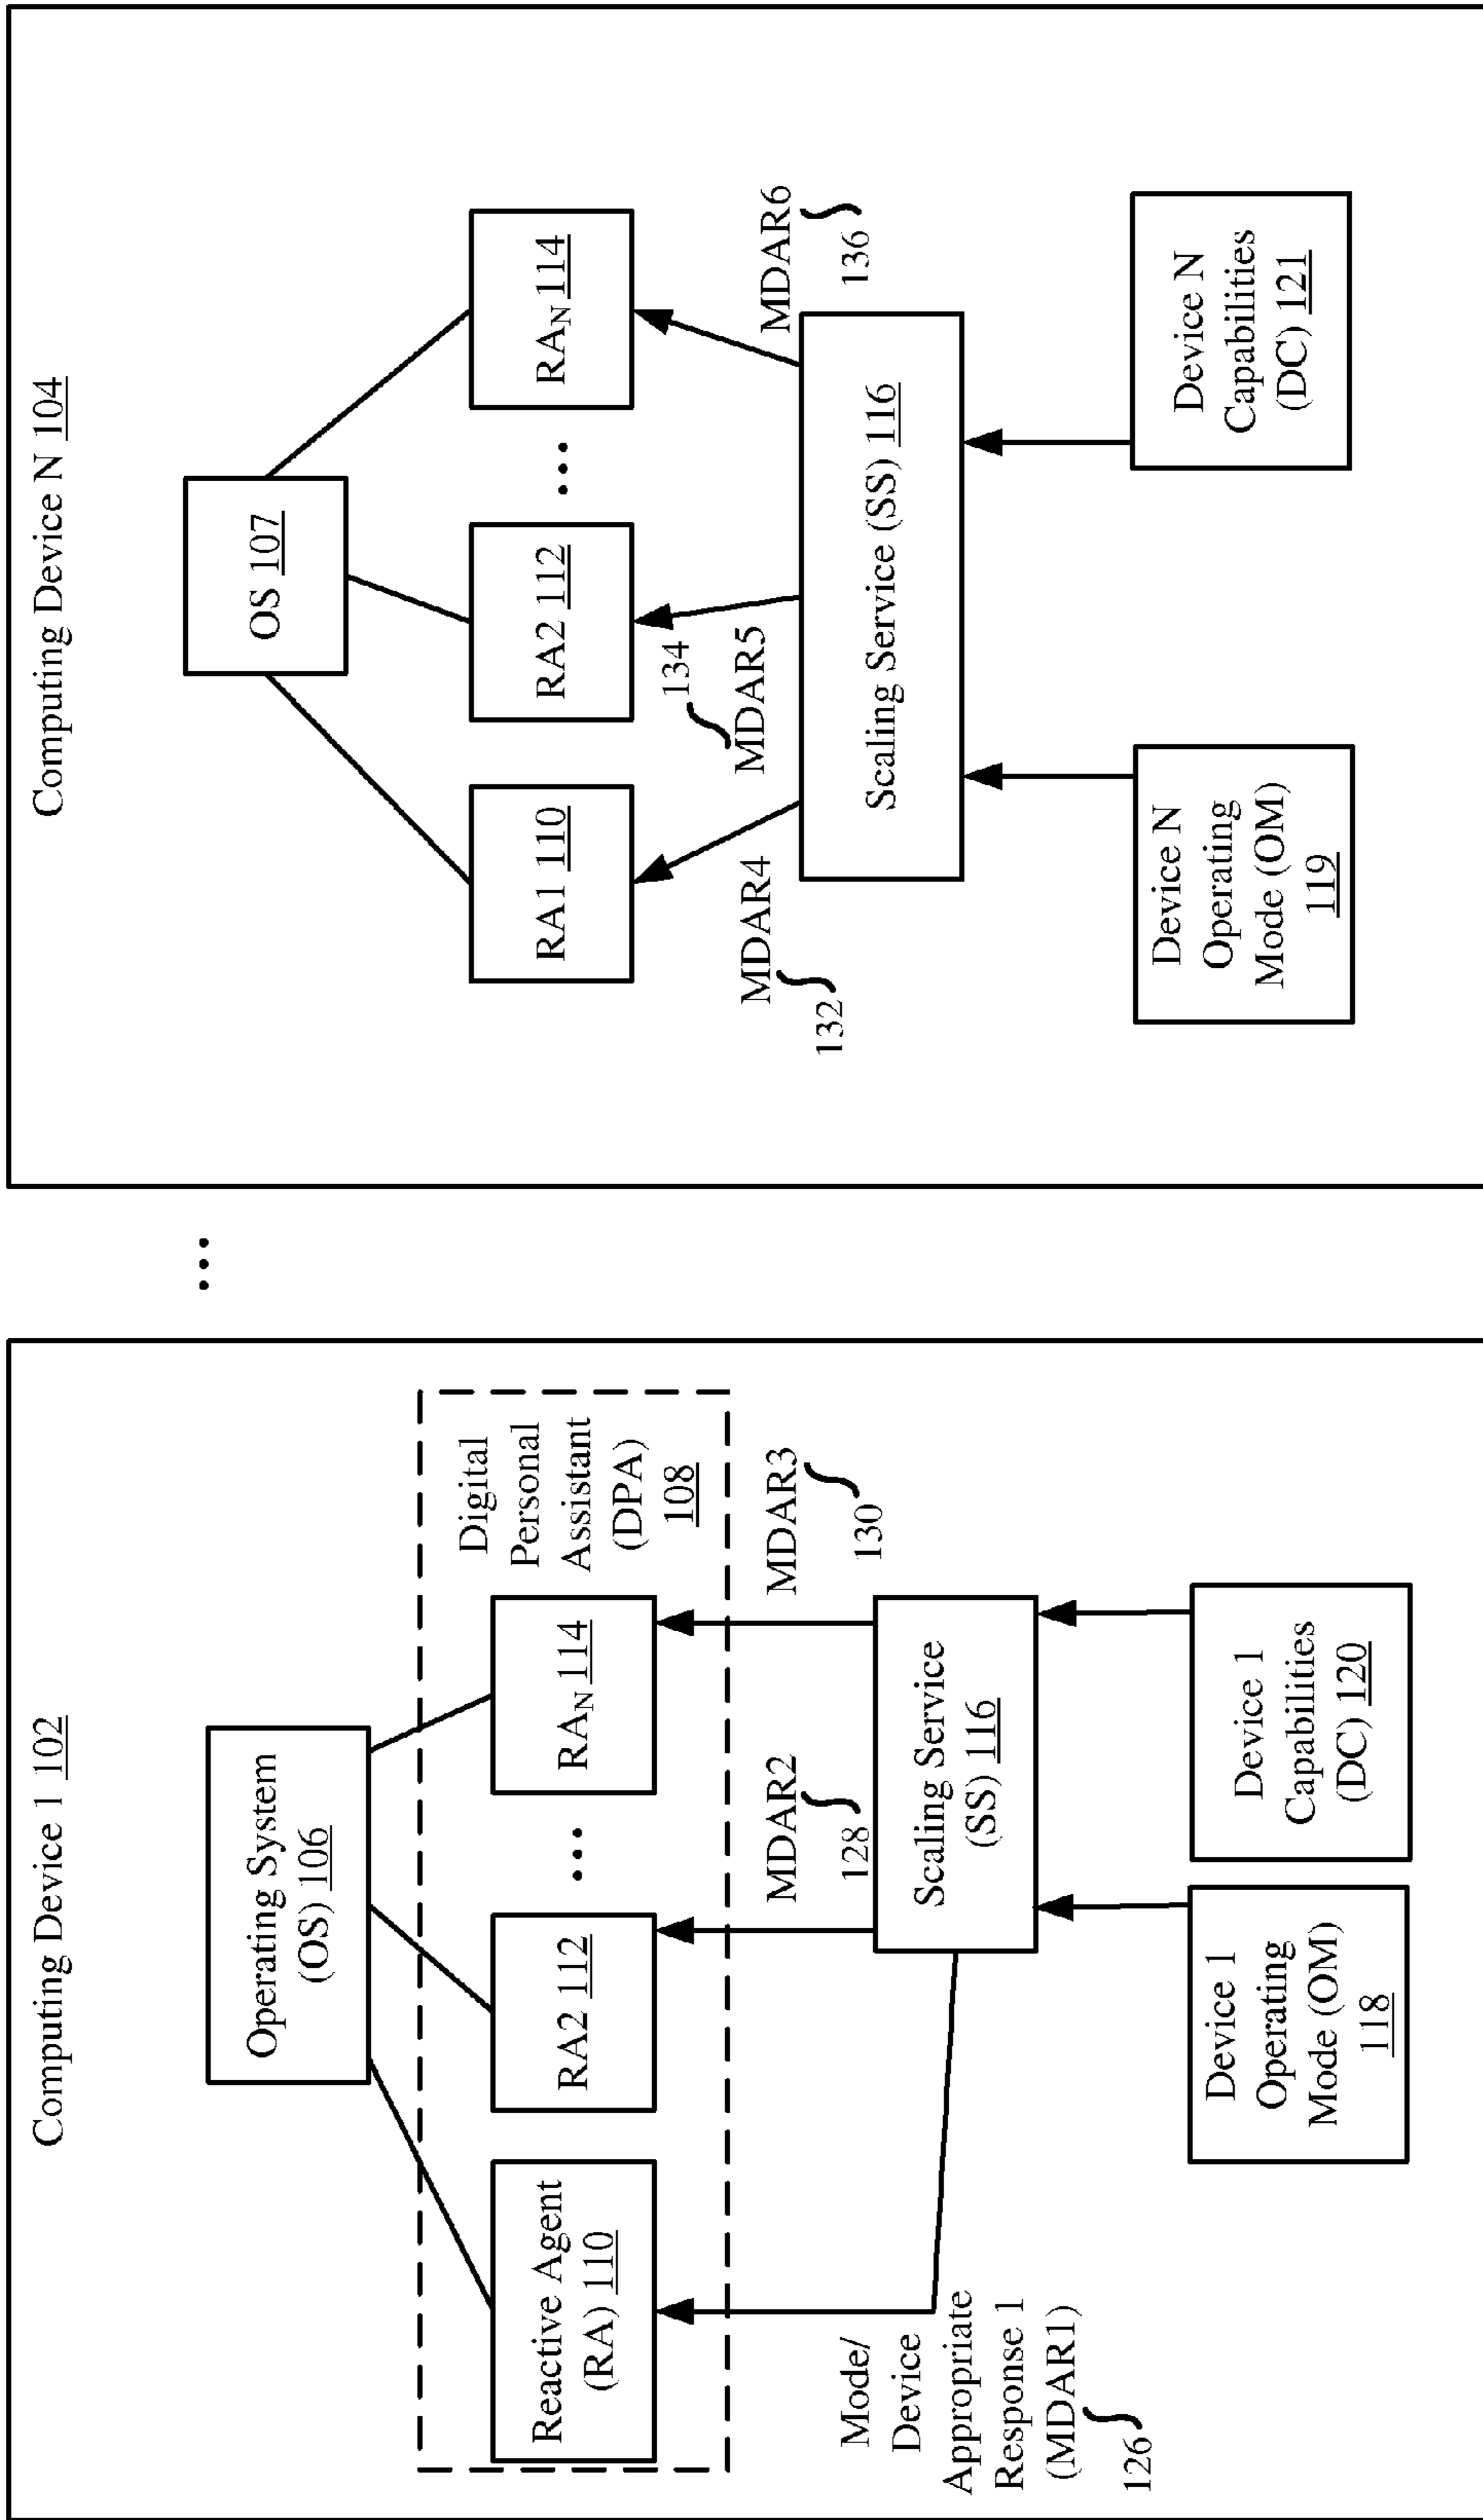 Computing Device 1 102
Operating System
(OS) 106
Digital
Personal
Assistant
(DPA)
108
Reactive Agent
(RA) 110
RA2 112
...
RAN 114
Mode/
Device
Appropriate
Response 1
(MDAR1)
126
MDAR2
128
MDAR3
130
Scaling Service
(SS) 116
Device 1
Operating
Mode (OM)
118
Device 1
Capabilities
(DC) 120
...
Computing Device N 104
OS 107
RA1 110
RA2 112
...
RAN 114
MDAR4
132
134
MDAR5
MDAR6
136
Scaling Service (SS) 116
Device N
Operating
Mode (OM)
119
Device N
Capabilities
(DC) 121